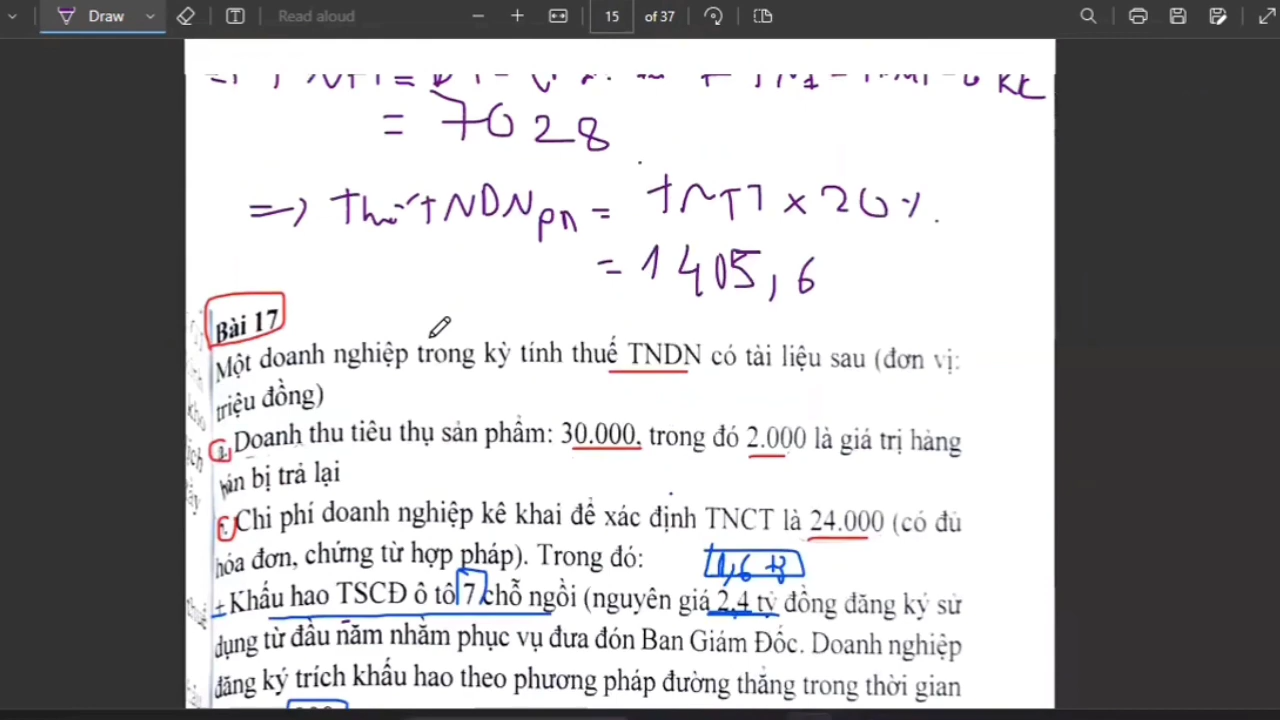 Draw
Read aloud
15 of 37
= 7028
=> Thuế TNDN pn = TNTT x 20%.
= 1405,6
Bài 17
Một doanh nghiệp trong kỳ tính thuế TNDN có tài liệu sau (đơn vị:
triệu đồng)
1. Doanh thu tiêu thụ sản phẩm: 30.000, trong đó 2.000 là giá trị hàng
bán bị trả lại
Chi phí doanh nghiệp kê khai để xác định TNCT là 24.000 (có đủ
hóa đơn, chứng từ hợp pháp). Trong đó:
1,6 tỷ
+ Khấu hao TSCĐ ô tô 7 chỗ ngồi (nguyên giá 2,4 tỷ đồng đăng ký sử
dụng từ đầu năm nhằm phục vụ đưa đón Ban Giám Đốc. Doanh nghiệp
đăng ký trích khấu hao theo phương pháp đường thẳng trong thời gian